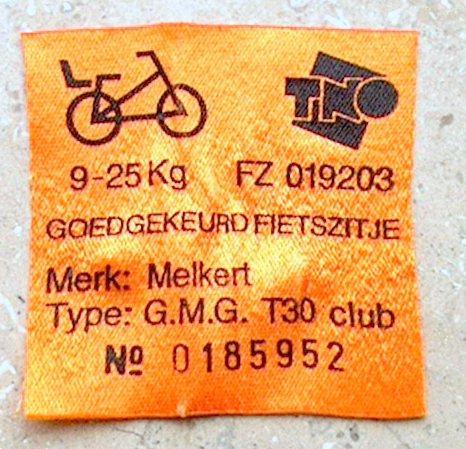 TNO
9-25 Kg FZ 019203
GOEDGEKEURD FIETSZITJE
Merk: Melkert
Type: G.M.G. T30 club
Nº 0185952